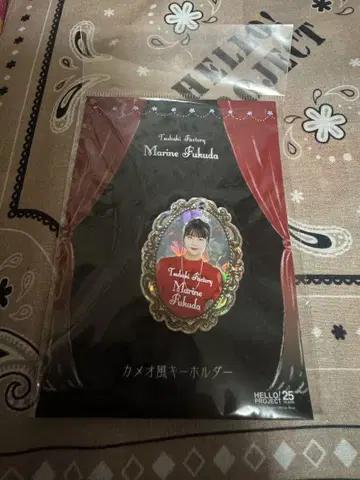 HELLO!
PROJECT
Tsubaki Factory
Marine Fukuda
Tsubaki Factory
Marine
Fukuda
カメオ風キーホルダー
HELLO!
PROJECT
25